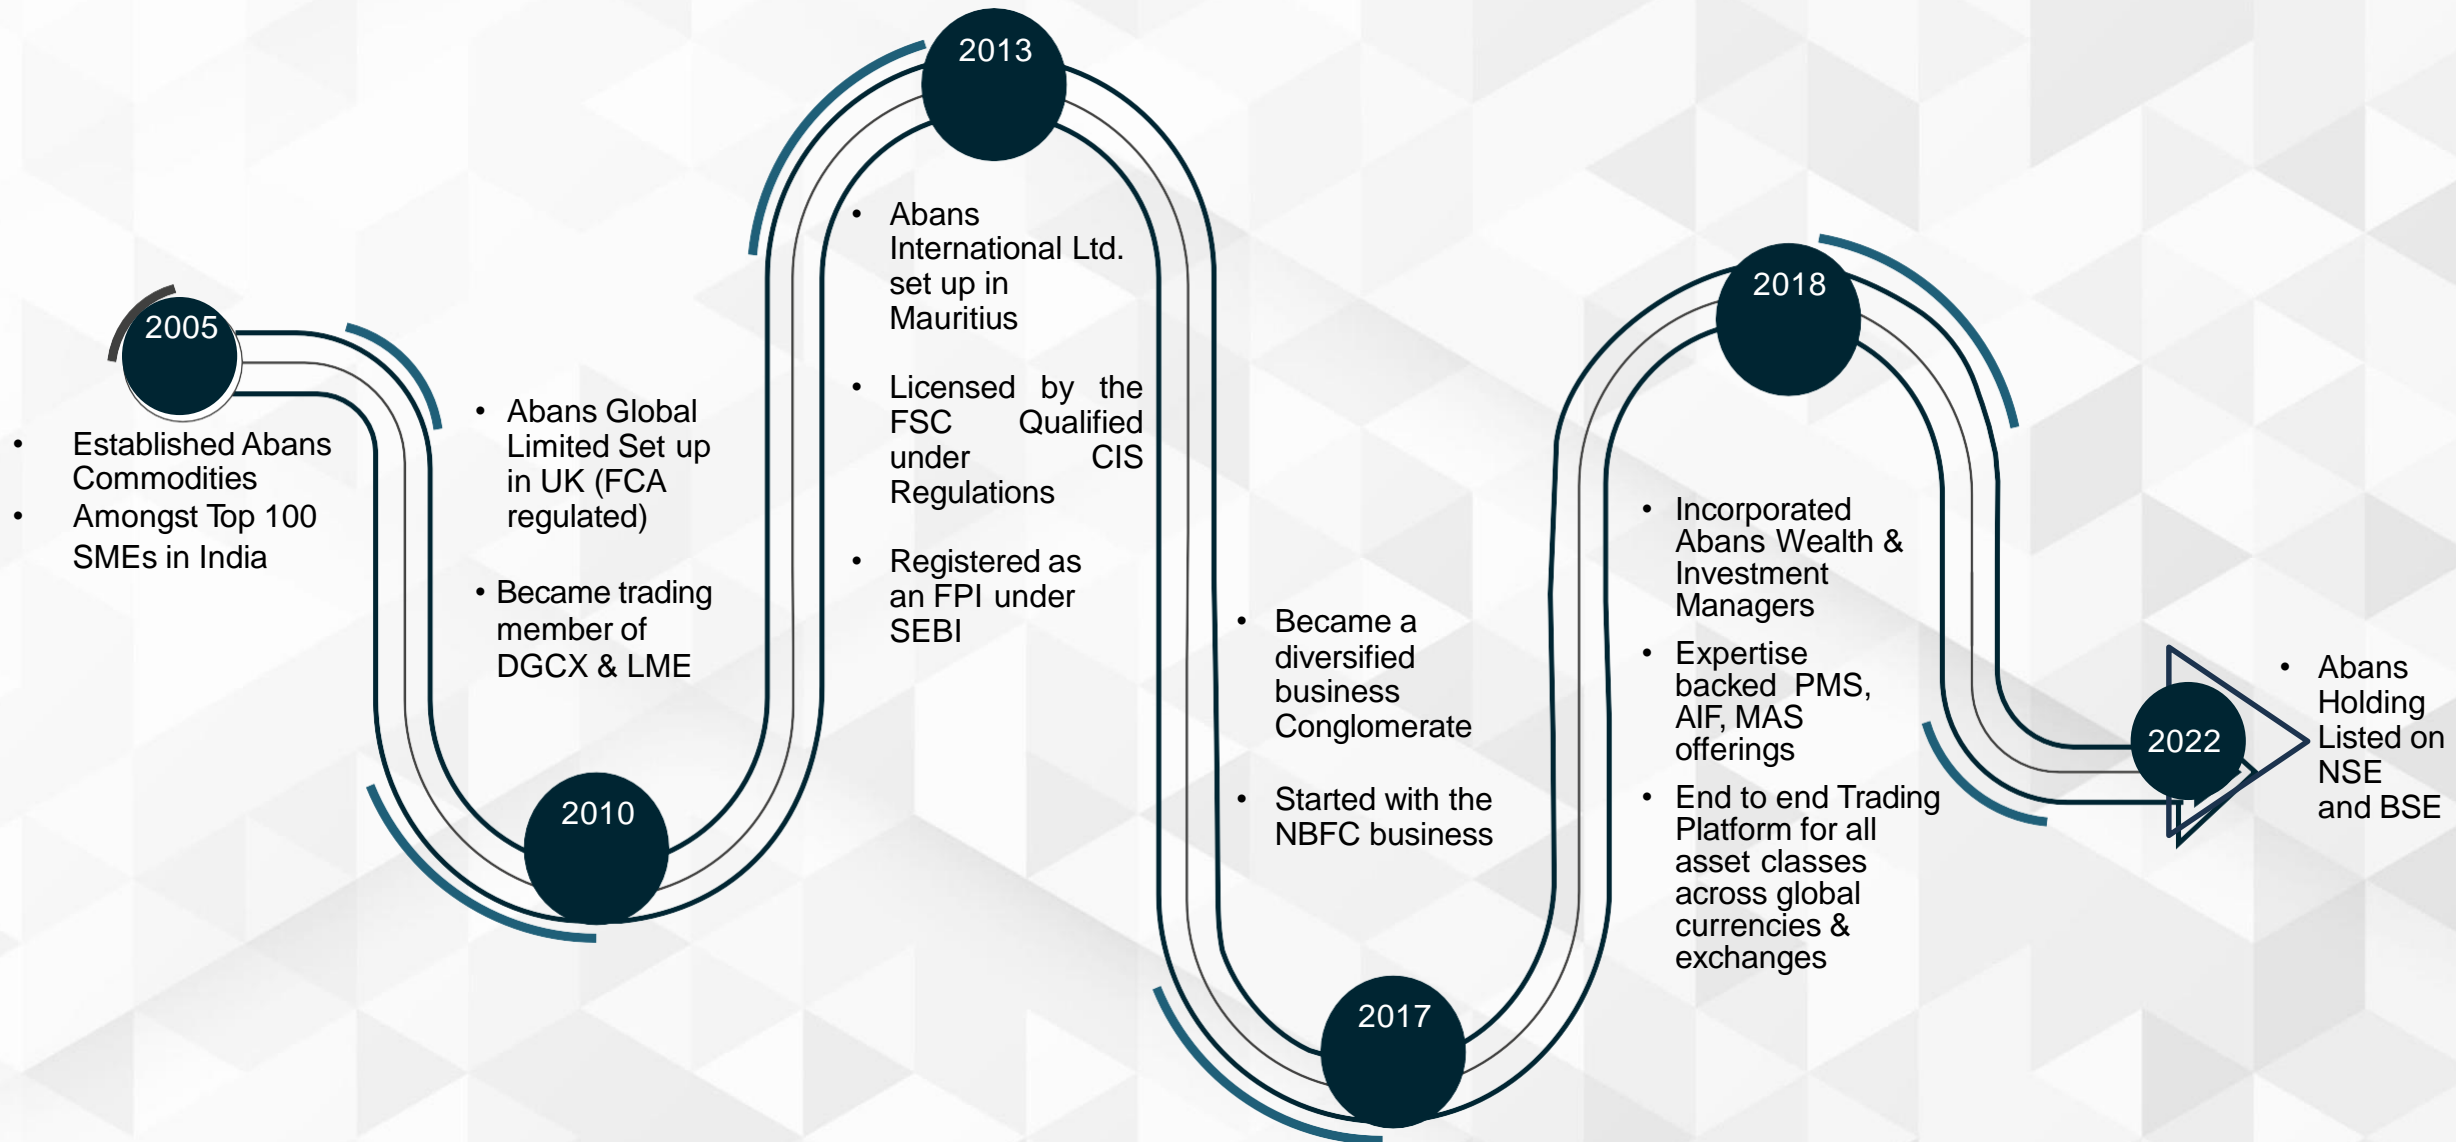 2005
• Established Abans
Commodities
• Amongst Top 100
SMEs in India
2010
• Abans Global
Limited Set up
in UK (FCA
regulated)
• Became trading
member of
DGCX & LME
2013
• Abans
International Ltd.
set up in
Mauritius
• Licensed by the
FSC Qualified
under CIS
Regulations
• Registered as
an FPI under
SEBI
2017
• Became a
diversified
business
Conglomerate
• Started with the
NBFC business
2018
• Incorporated
Abans Wealth &
Investment
Managers
• Expertise
backed PMS,
AIF, MAS
offerings
• End to end Trading
Platform for all
asset classes
across global
currencies &
exchanges
2022
• Abans
Holding
Listed on
NSE
and BSE